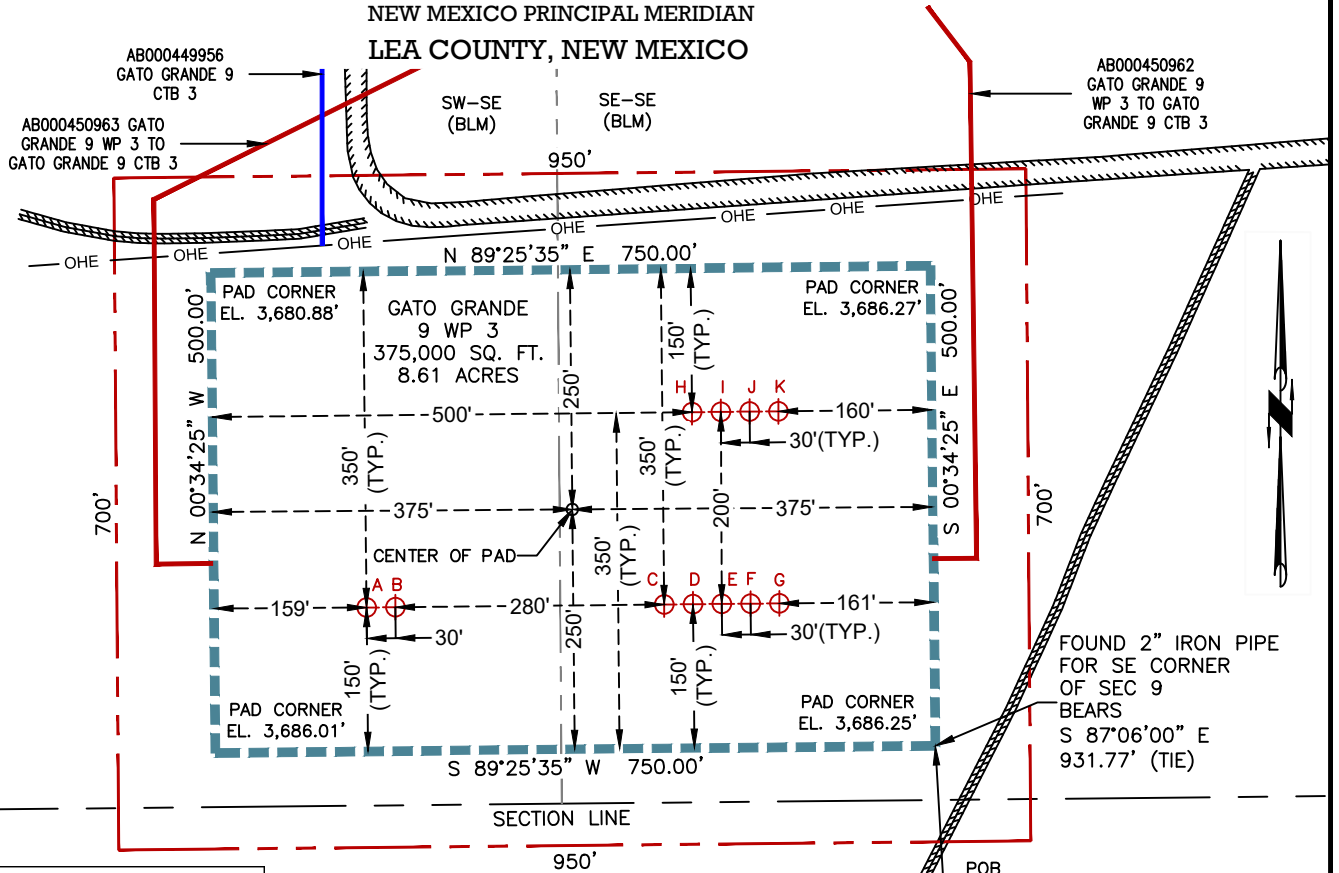 NEW MEXICO PRINCIPAL MERIDIAN
LEA COUNTY, NEW MEXICO
AB000449956
GATO GRANDE 9
CTB 3
AB000450963 GATO
GRANDE 9 WP 3 TO
GATO GRANDE 9 CTB 3
SW-SE
(BLM)
SE-SE
(BLM)
AB000450962
GATO GRANDE 9
WP 3 TO GATO
GRANDE 9 CTB 3
950'
OHE
OHE
OHE
OHE
OHE
OHE
N 89°25'35" E 750.00'
PAD CORNER
EL. 3,680.88'
GATO GRANDE
9 WP 3
375,000 SQ. FT.
8.61 ACRES
PAD CORNER
EL. 3,686.27'
N 00°34'25" W 500.00'
S 00°34'25" E 500.00'
150'
(TYP.)
250'
H I J K
500'
160'
30'(TYP.)
350'
(TYP.)
350'
(TYP.)
700'
375'
200'
375'
700'
CENTER OF PAD
350'
(TYP.)
A B
C D E F G
159'
280'
161'
30'
30'(TYP.)
250'
150'
(TYP.)
150'
(TYP.)
PAD CORNER
EL. 3,686.01'
PAD CORNER
EL. 3,686.25'
FOUND 2" IRON PIPE
FOR SE CORNER
OF SEC 9
BEARS
S 87°06'00" E
931.77' (TIE)
S 89°25'35" W 750.00'
SECTION LINE
950'
POB